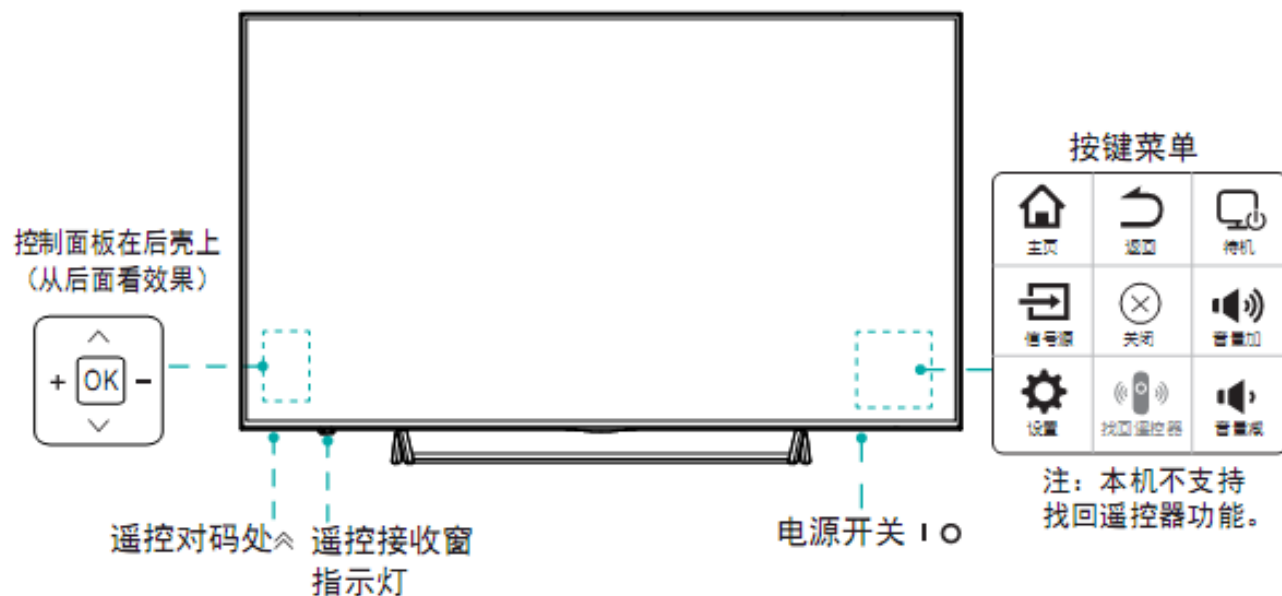 按键菜单
主页
返回
待机
控制面板在后壳上
（从后面看效果）
信号源
关闭
音量加
+ OK -
设置
找回遥控器
音量减
注：本机不支持
找回遥控器功能。
遥控对码处
遥控接收窗
指示灯
电源开关 I O